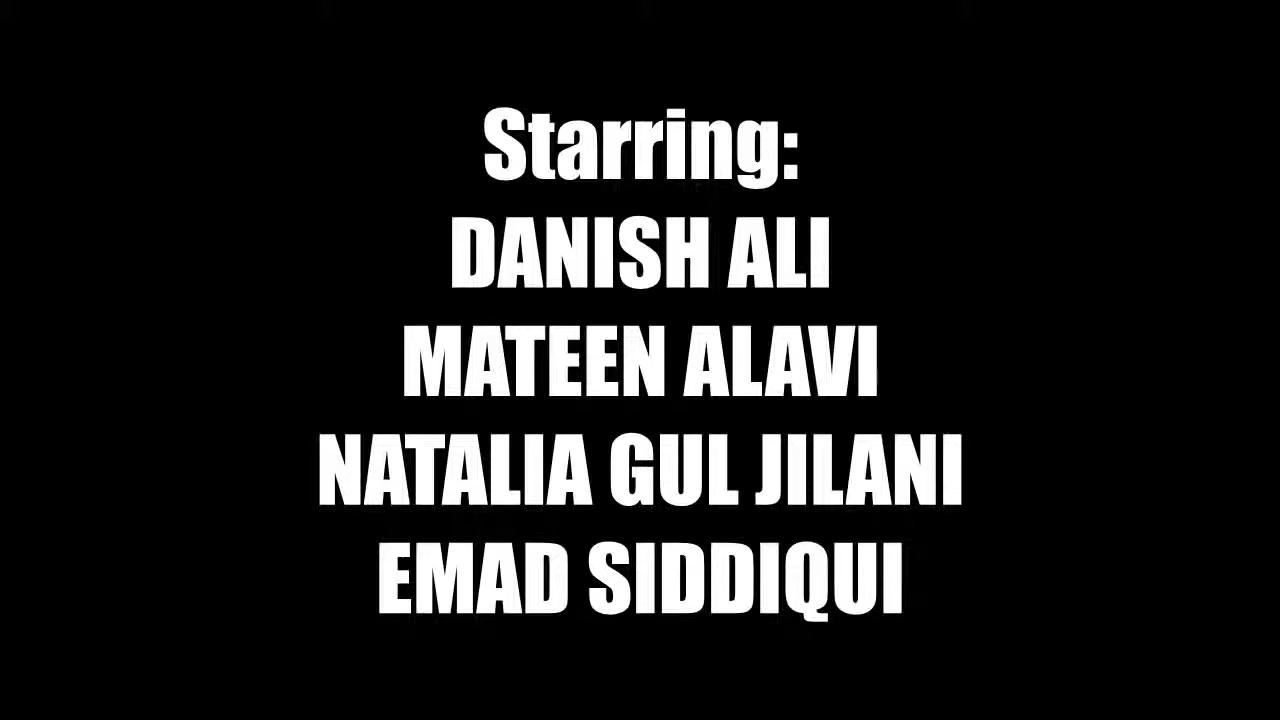 Starring:
DANISH ALI
MATEEN ALAVI
NATALIA GUL JILANI
EMAD SIDDIQUI